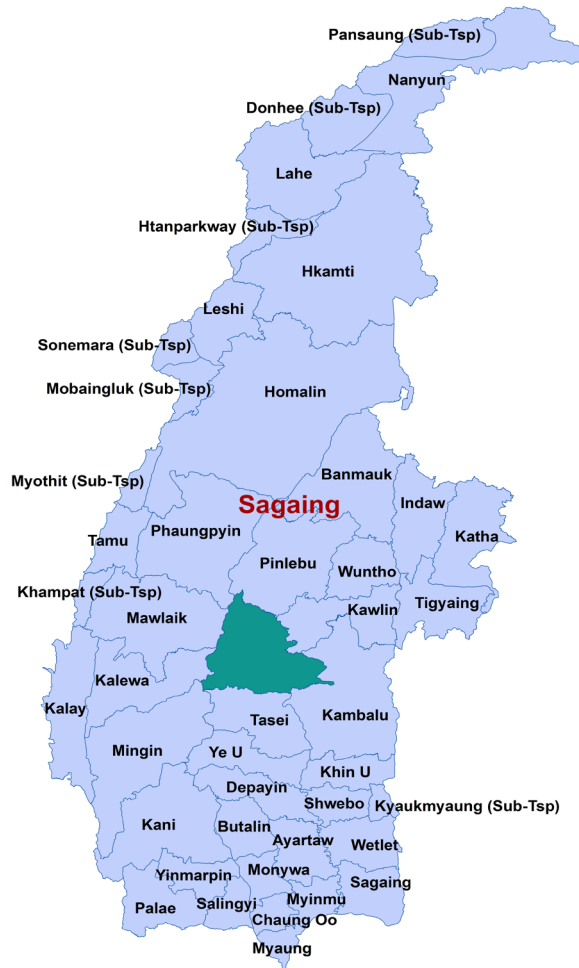 Pansaung (Sub-Tsp)
Nanyun
Donhee (Sub-Tsp)
Lahe
Htanparkway (Sub-Tsp)
Hkamti
Leshi
Sonemara (Sub-Tsp)
Mobaingluk (Sub-Tsp)
Homalin
Banmauk
Myothit (Sub-Tsp)
Sagaing
Indaw
Phaungpyin
Katha
Tamu
Pinlebu
Wuntho
Khampat (Sub-Tsp)
Tigyaing
Kawlin
Mawlaik
Kalewa
Kalay
Kambalu
Tasei
Mingin
Ye U
Khin U
Depayin
Shwebo
Kyaukmyaung (Sub-Tsp)
Kani
Butalin
Ayartaw
Wetlet
Monywa
Yinmarpin
Sagaing
Myinmu
Salingyi
Palae
Chaung Oo
Myaung